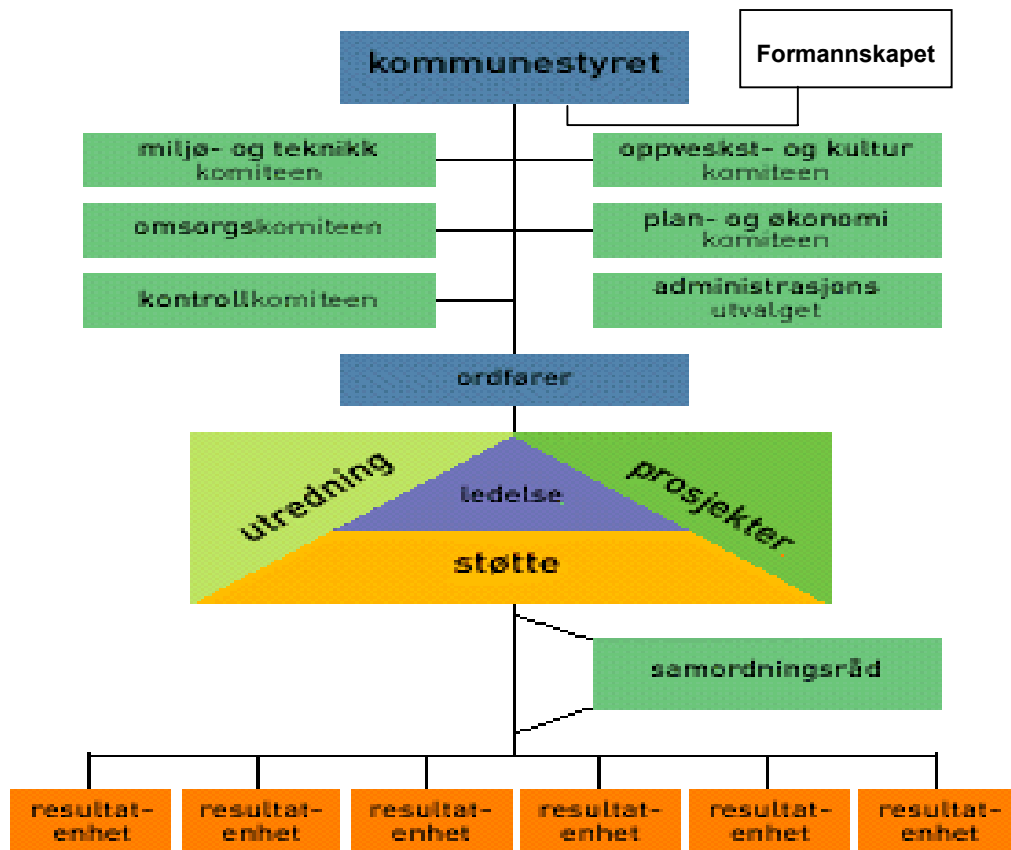 kommunestyret
Formannskapet
miljø- og teknikk
komiteen
oppvekst- og kultur
komiteen
omsorgskomiteen
plan- og økonomi
komiteen
kontrollkomiteen
administrasjons
utvalget
ordfører
utredning
ledelse
prosjekter
støtte
samordningsråd
resultat-
enhet
resultat-
enhet
resultat-
enhet
resultat-
enhet
resultat-
enhet
resultat-
enhet